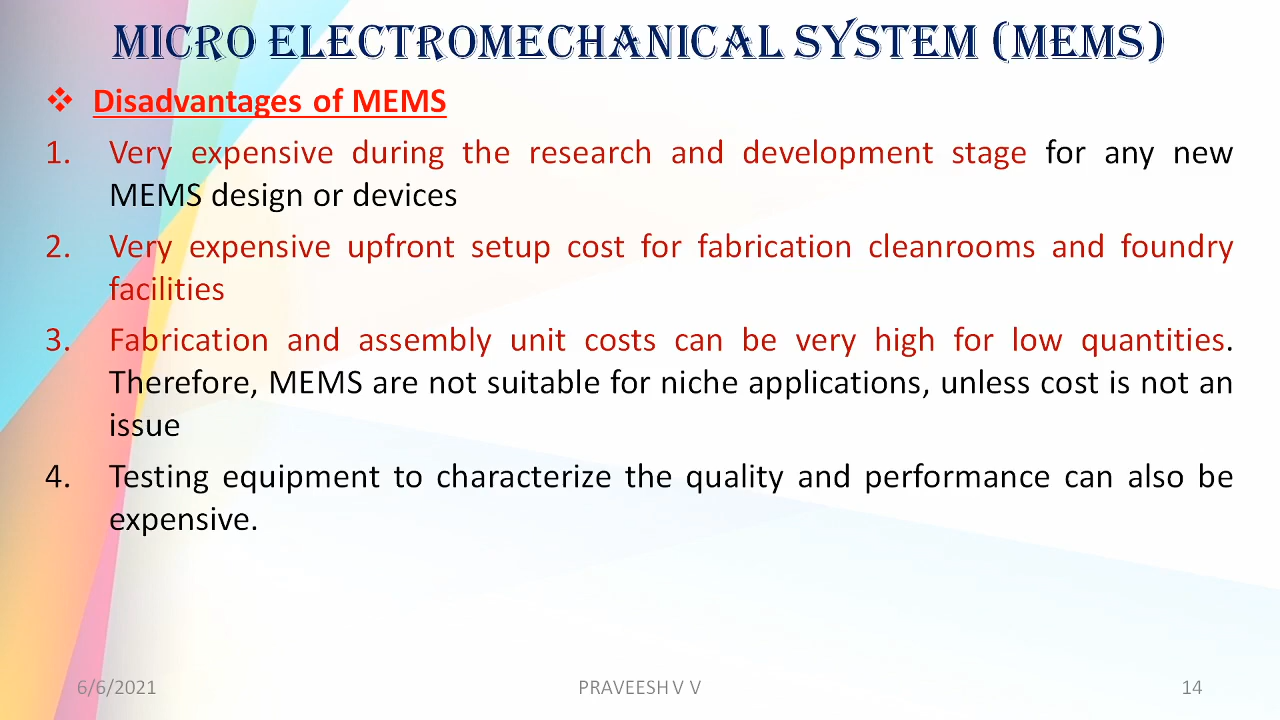 MICRO ELECTROMECHANICAL SYSTEM (MEMS)
❖ Disadvantages of MEMS
1. Very expensive during the research and development stage for any new
MEMS design or devices
2. Very expensive upfront setup cost for fabrication cleanrooms and foundry
facilities
3. Fabrication and assembly unit costs can be very high for low quantities.
Therefore, MEMS are not suitable for niche applications, unless cost is not an
issue
4. Testing equipment to characterize the quality and performance can also be
expensive.
6/6/2021 PRAVEESH V V 14